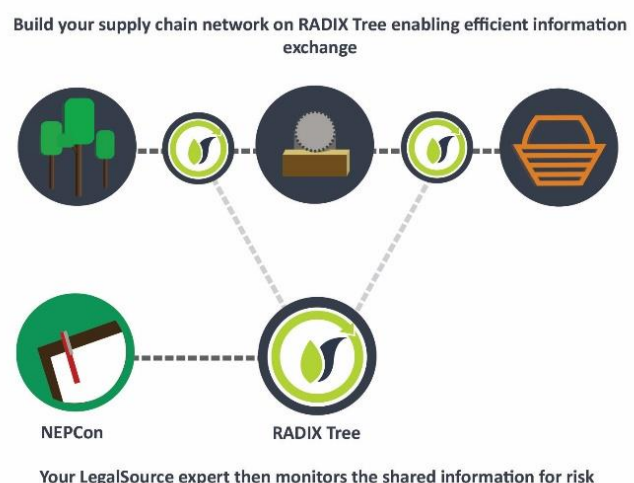 Build your supply chain network on RADIX Tree enabling efficient information
exchange
NEPCon
RADIX Tree
Your LegalSource expert then monitors the shared information for risk